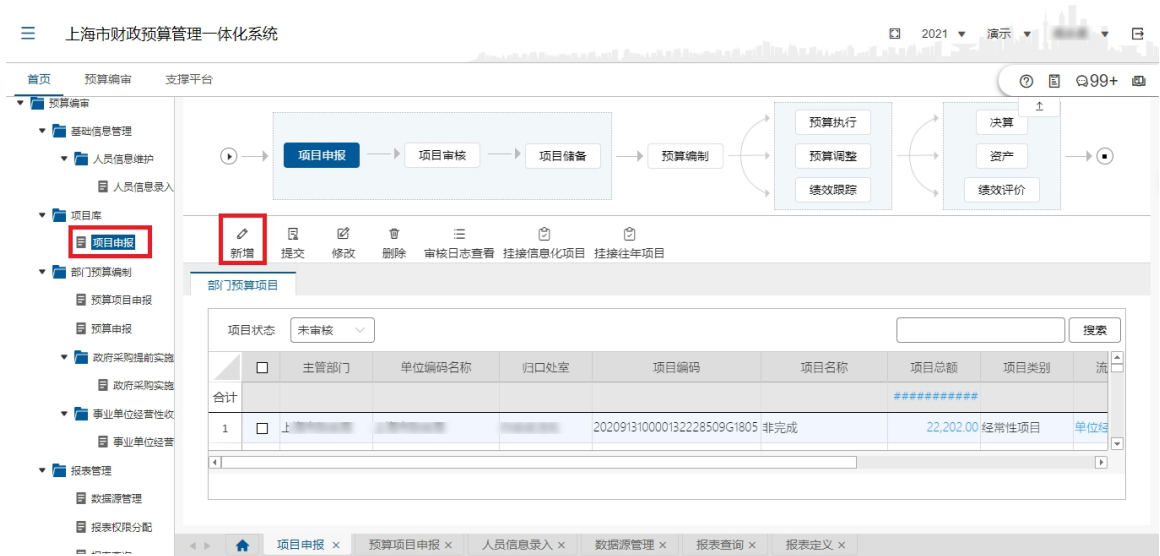 上海市财政预算管理一体化系统
2021
演示
首页 预算编审 支撑平台
99+
预算编审
基础信息管理
人员信息维护
人员信息录入
项目库
项目申报
部门预算编制
预算项目申报
预算申报
政府采购提前实施
政府采购实施
事业单位经营性收
事业单位经营
报表管理
数据源管理
报表权限分配
项目申报 项目审核 项目储备 预算编制
预算执行
预算调整
绩效跟踪
决算
资产
绩效评价
新增 提交 修改 删除 审核日志查看 挂接信息化项目 挂接往年项目
部门预算项目
项目状态 未审核 搜索
主管部门 单位编码名称 归口处室 项目编码 项目名称 项目总额 项目类别 流
合计 ###########
1 上 202091310000132228509G1805 非完成 22,202.00 经常性项目 单位经
项目申报 × 预算项目申报 × 人员信息录入 × 数据源管理 × 报表查询 × 报表定义 ×